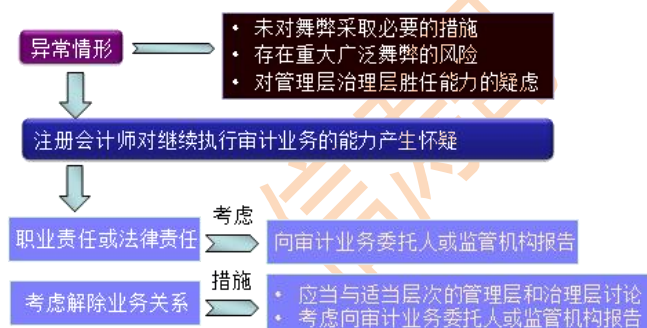 异常情形
• 未对舞弊采取必要的措施
• 存在重大广泛舞弊的风险
• 对管理层治理层胜任能力的疑虑
注册会计师对继续执行审计业务的能力产生怀疑
职业责任或法律责任
考虑
向审计业务委托人或监管机构报告
考虑解除业务关系
措施
• 应当与适当层次的管理层和治理层讨论
• 考虑向审计业务委托人或监管机构报告